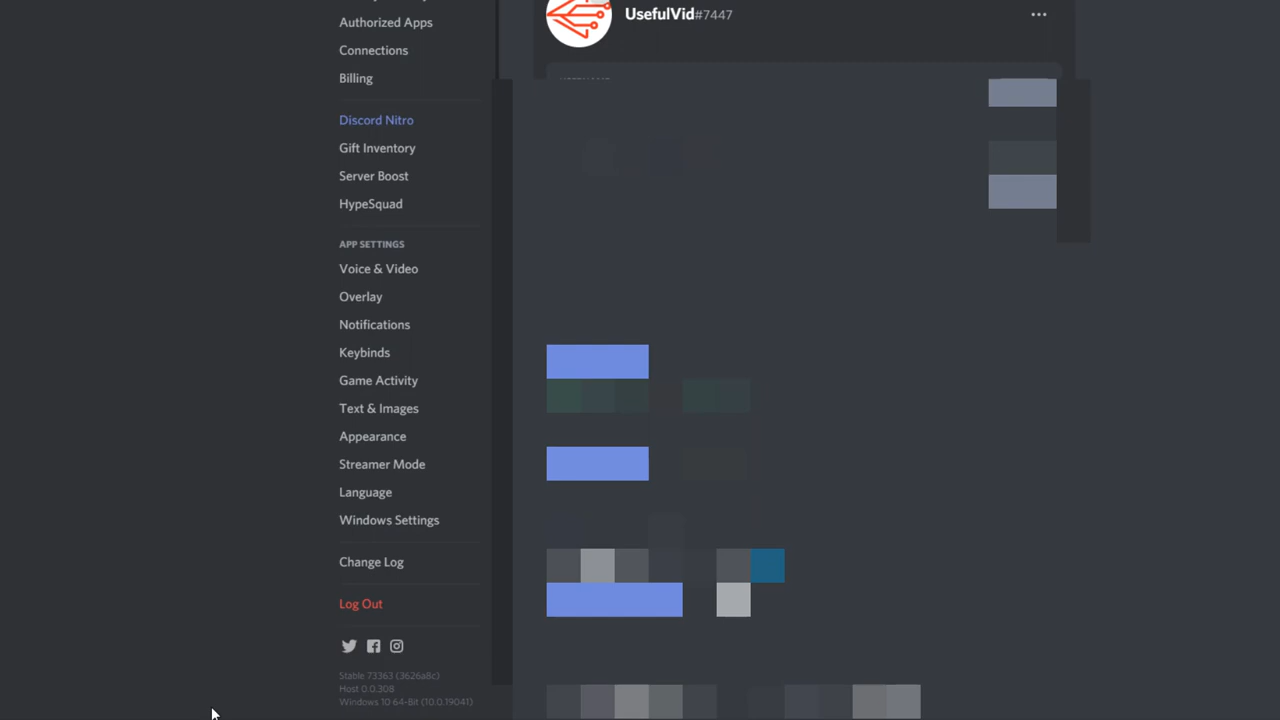 Authorized Apps
Connections
Billing
Discord Nitro
Gift Inventory
Server Boost
HypeSquad
APP SETTINGS
Voice & Video
Overlay
Notifications
Keybinds
Game Activity
Text & Images
Appearance
Streamer Mode
Language
Windows Settings
Change Log
Log Out
Stable 73363 (3626a8c)
Host 0.0.308
Windows 10 64-Bit (10.0.19041)
UsefulVid#7447